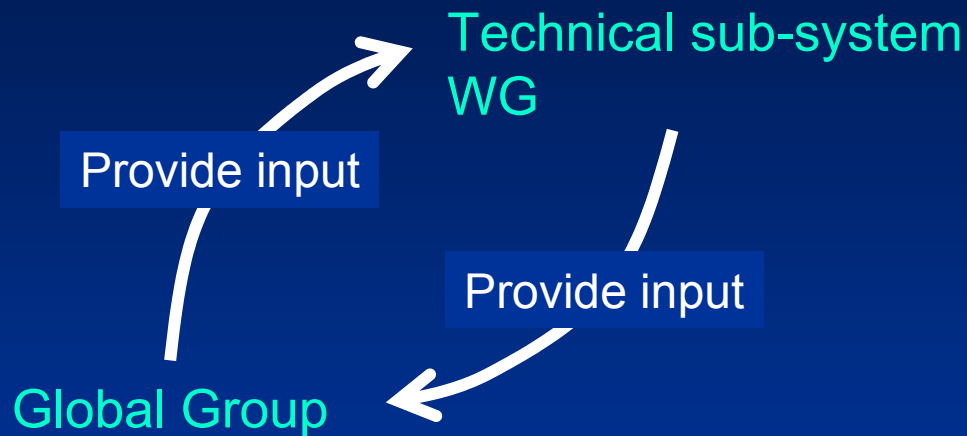 Technical sub-system
WG
Provide input
Provide input
Global Group